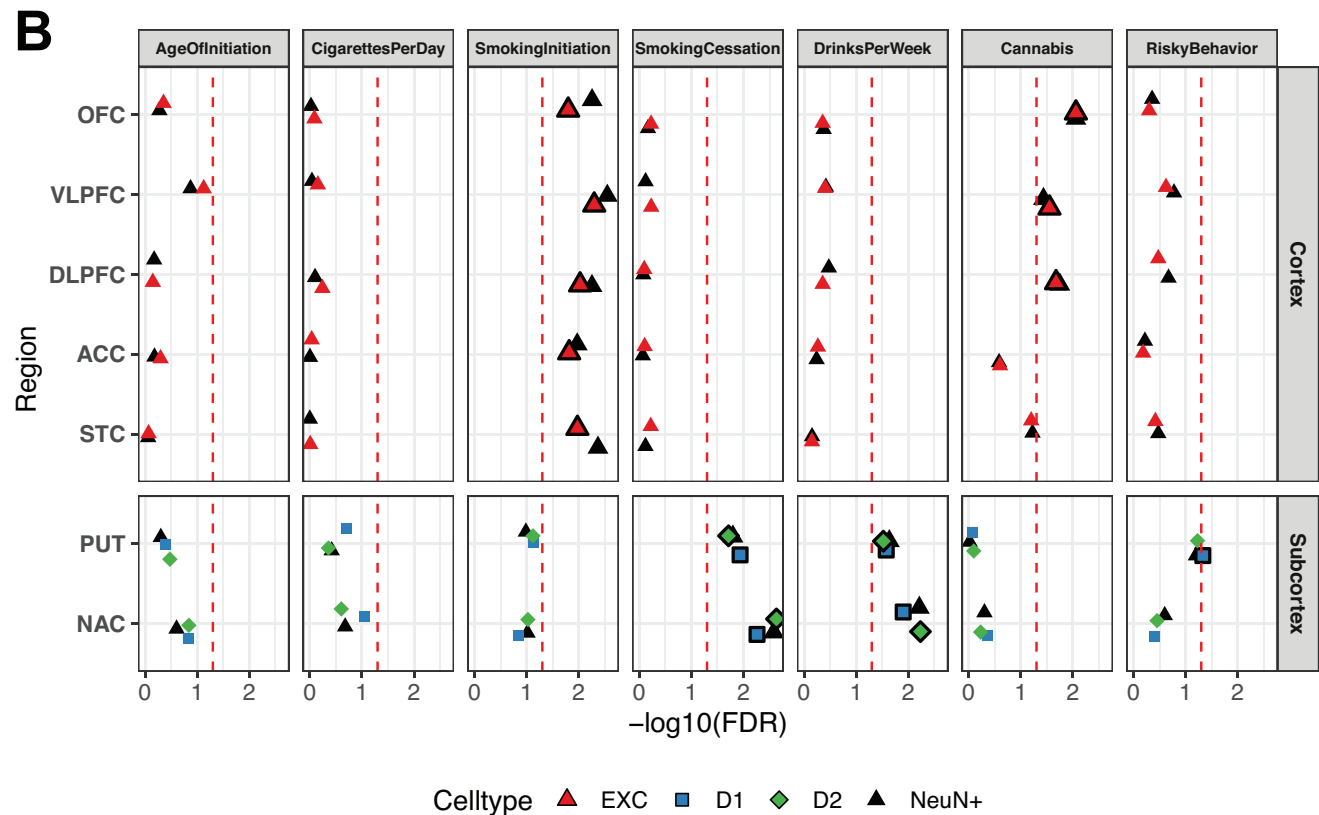 B
AgeOfInitiation CigarettesPerDay SmokingInitiation SmokingCessation DrinksPerWeek Cannabis RiskyBehavior
OFC
VLPFC
DLPFC
ACC
STC
Cortex
Region
PUT
NAC
Subcortex
0 1 2 0 1 2 0 1 2 0 1 2 0 1 2 0 1 2 0 1 2
−log10(FDR)
Celltype EXC D1 D2 NeuN+